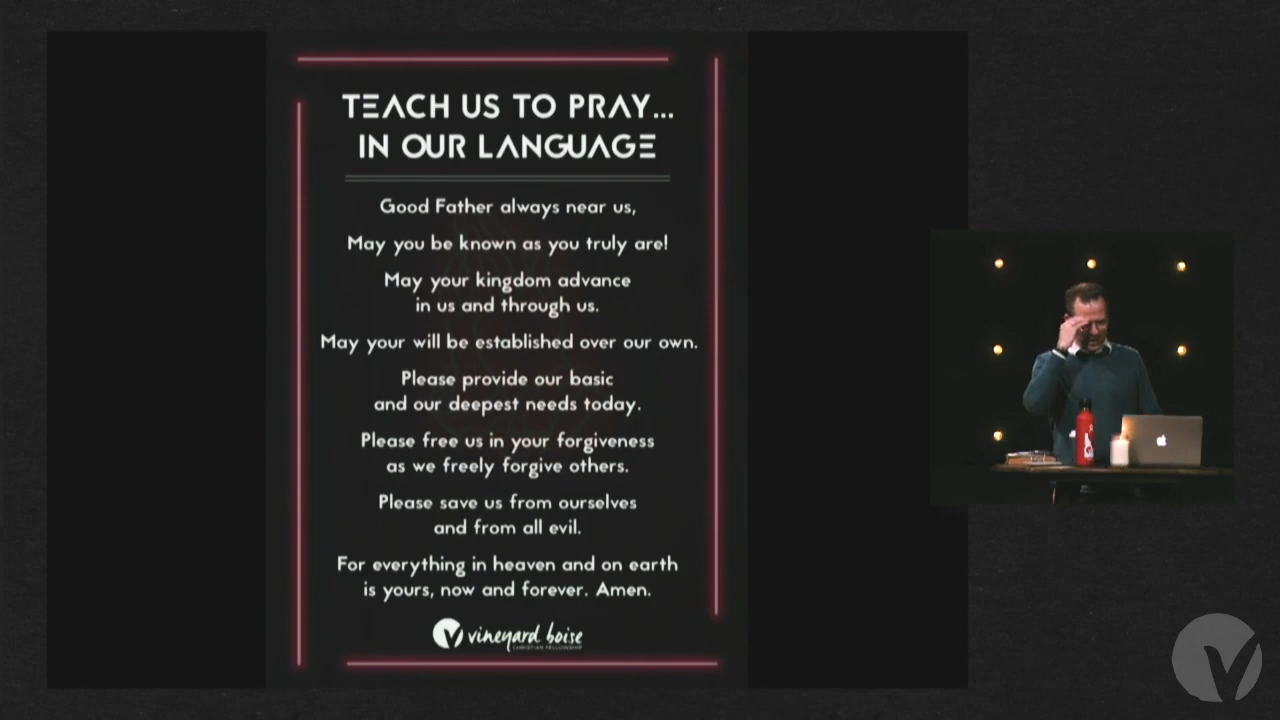 TEACH US TO PRAY...
IN OUR LANGUAGE
Good Father always near us,
May you be known as you truly are!
May your kingdom advance
in us and through us.
May your will be established over our own.
Please provide our basic
and our deepest needs today.
Please free us in your forgiveness
as we freely forgive others.
Please save us from ourselves
and from all evil.
For everything in heaven and on earth
is yours, now and forever. Amen.
vineyard boise
CHRISTIAN FELLOWSHIP